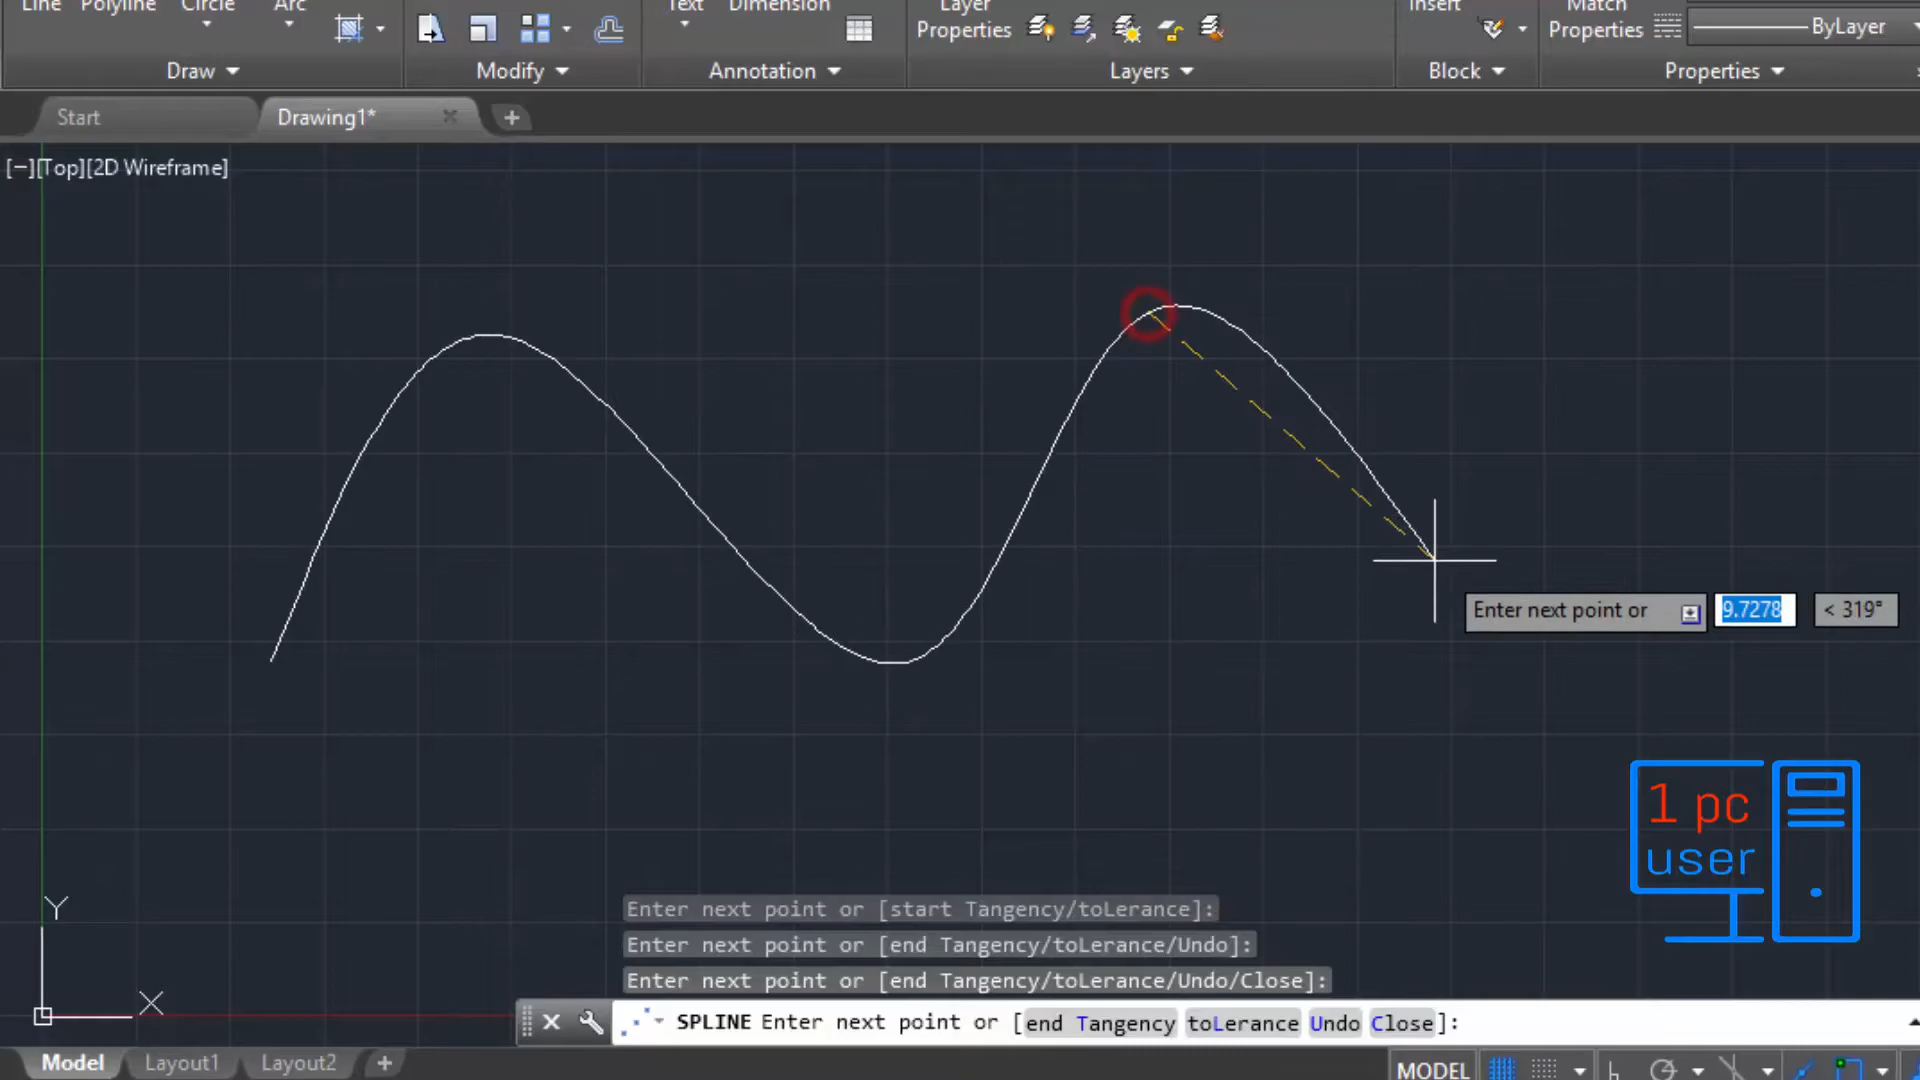 Line Polyline Circle Arc Text Dimension Layer Insert Match
Properties Properties ByLayer
Draw Modify Annotation Layers Block Properties
Start Drawing1*
[−][Top][2D Wireframe]
Enter next point or 9.7278 < 319°
1 pc
user
Y
X
Enter next point or [start Tangency/toLerance]:
Enter next point or [end Tangency/toLerance/Undo]:
Enter next point or [end Tangency/toLerance/Undo/Close]:
SPLINE Enter next point or [end Tangency toLerance Undo Close]:
Model Layout1 Layout2 + MODEL